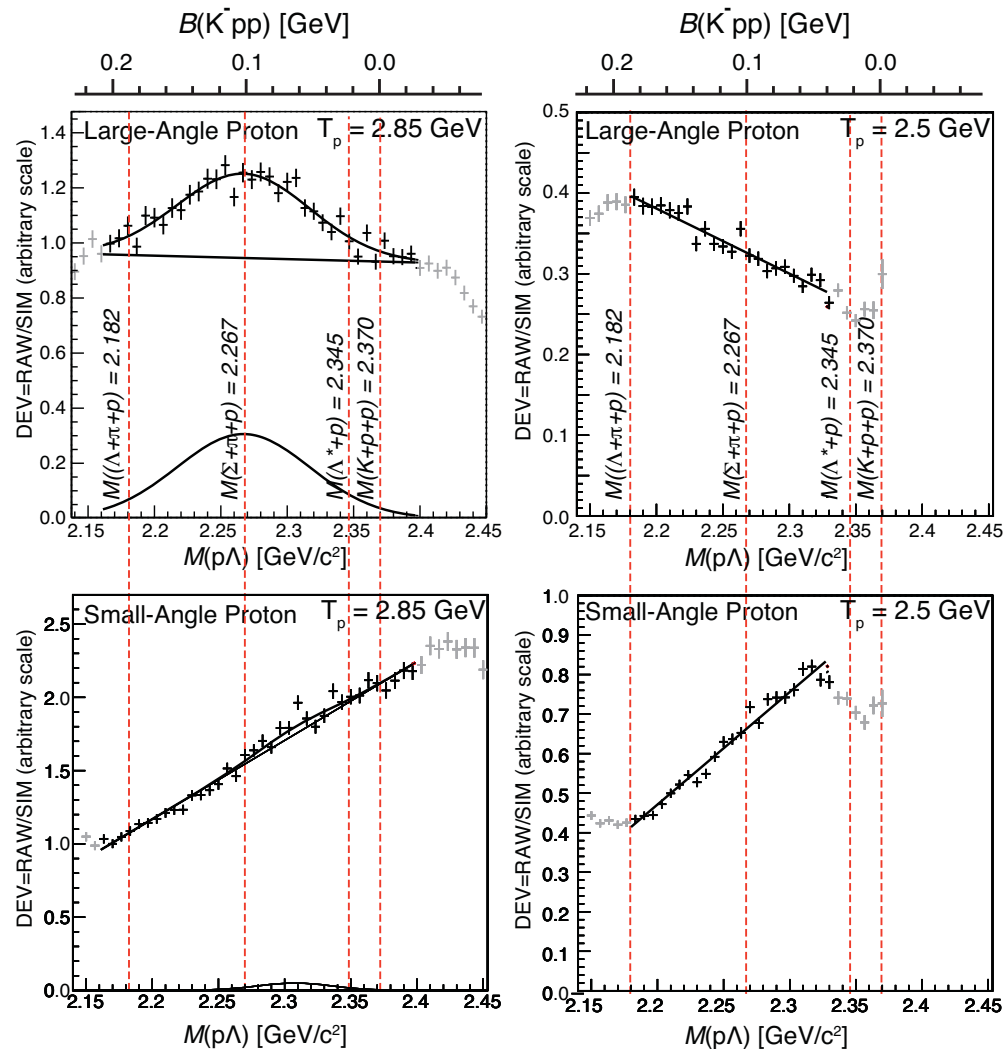 B(K⁻pp) [GeV]
0.2 0.1 0.0
Large-Angle Proton T_p = 2.85 GeV
DEV=RAW/SIM (arbitrary scale)
1.4
1.2
1.0
0.8
0.6
0.4
0.2
0.0
M((Λ+π+p) = 2.182
M(Σ+π+p) = 2.267
M(Λ*+p) = 2.345
M(K+p+p) = 2.370
2.15 2.2 2.25 2.3 2.35 2.4 2.45
M(pΛ) [GeV/c²]
B(K⁻pp) [GeV]
0.2 0.1 0.0
Large-Angle Proton T_p = 2.5 GeV
DEV=RAW/SIM (arbitrary scale)
0.5
0.4
0.3
0.2
0.1
0.0
M((Λ+π+p) = 2.182
M(Σ+π+p) = 2.267
M(Λ*+p) = 2.345
M(K+p+p) = 2.370
2.15 2.2 2.25 2.3 2.35 2.4 2.45
M(pΛ) [GeV/c²]
Small-Angle Proton T_p = 2.85 GeV
DEV=RAW/SIM (arbitrary scale)
2.5
2.0
1.5
1.0
0.5
0.0
2.15 2.2 2.25 2.3 2.35 2.4 2.45
M(pΛ) [GeV/c²]
Small-Angle Proton T_p = 2.5 GeV
DEV=RAW/SIM (arbitrary scale)
1.0
0.9
0.8
0.7
0.6
0.5
0.4
0.3
0.2
0.1
0.0
2.15 2.2 2.25 2.3 2.35 2.4 2.45
M(pΛ) [GeV/c²]